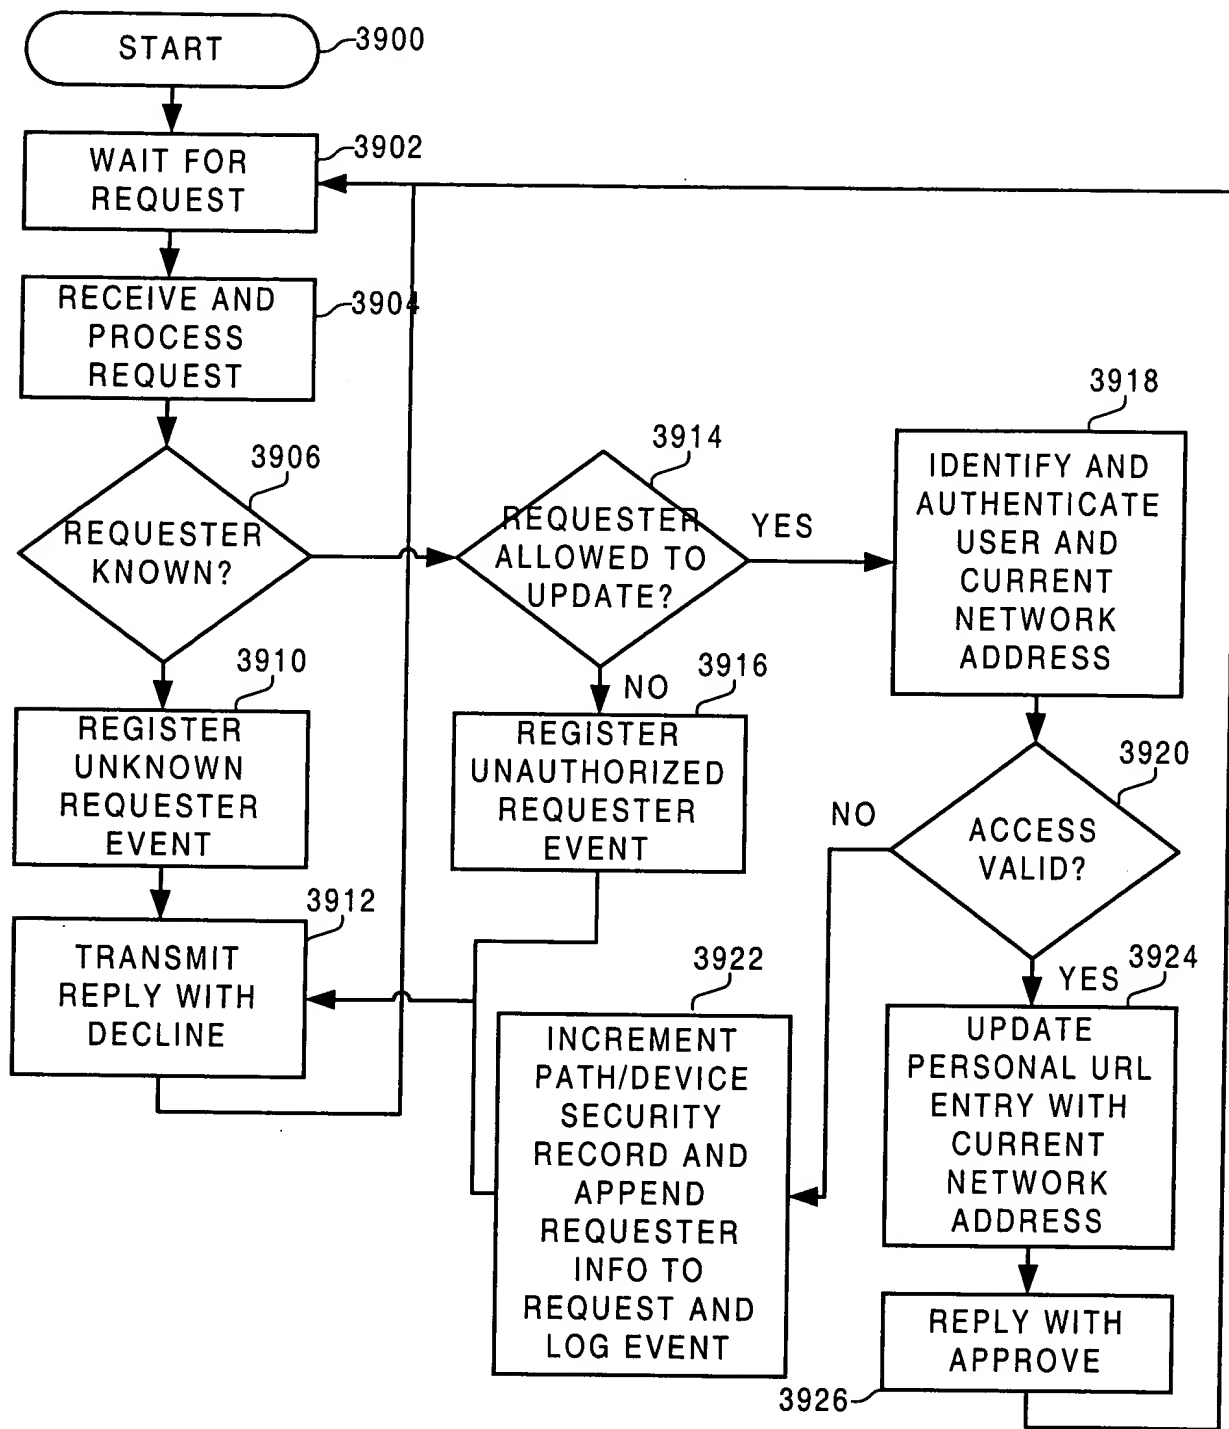 START
3900
WAIT FOR
REQUEST
3902
RECEIVE AND
PROCESS
REQUEST
3904
REQUESTER
KNOWN?
3906
REGISTER
UNKNOWN
REQUESTER
EVENT
3910
TRANSMIT
REPLY WITH
DECLINE
3912
REQUESTER
ALLOWED TO
UPDATE?
3914
YES
NO
REGISTER
UNAUTHORIZED
REQUESTER
EVENT
3916
IDENTIFY AND
AUTHENTICATE
USER AND
CURRENT
NETWORK
ADDRESS
3918
ACCESS
VALID?
3920
NO
YES
INCREMENT
PATH/DEVICE
SECURITY
RECORD AND
APPEND
REQUESTER
INFO TO
REQUEST AND
LOG EVENT
3922
UPDATE
PERSONAL URL
ENTRY WITH
CURRENT
NETWORK
ADDRESS
3924
REPLY WITH
APPROVE
3926